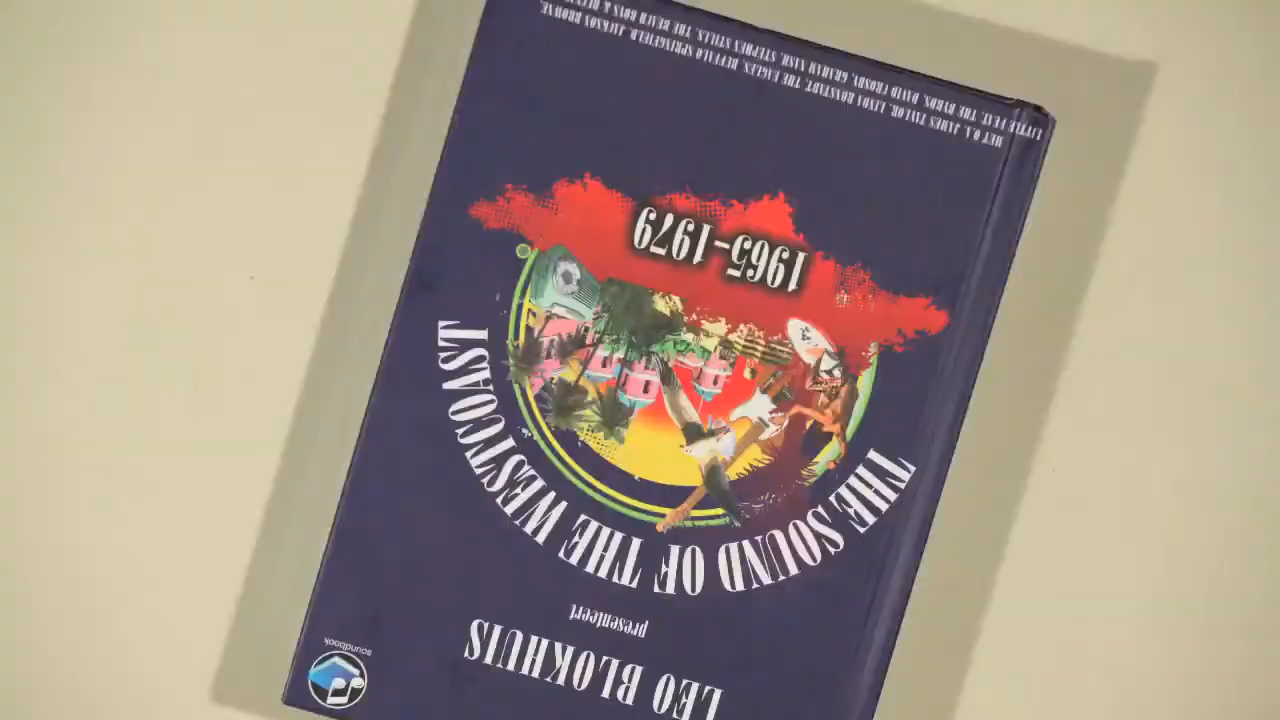 LEO BLOKHUIS
presenteert
THE SOUND OF THE WESTCOAST
1965-1979
MET O.A. JAMES TAYLOR, LINDA RONSTADT, THE EAGLES, BUFFALO SPRINGFIELD, JACKSON BROWNE,
LITTLE FEAT, THE BYRDS, DAVID CROSBY, GRAHAM NASH, STEPHEN STILLS, THE BEACH BOYS &
soundbook